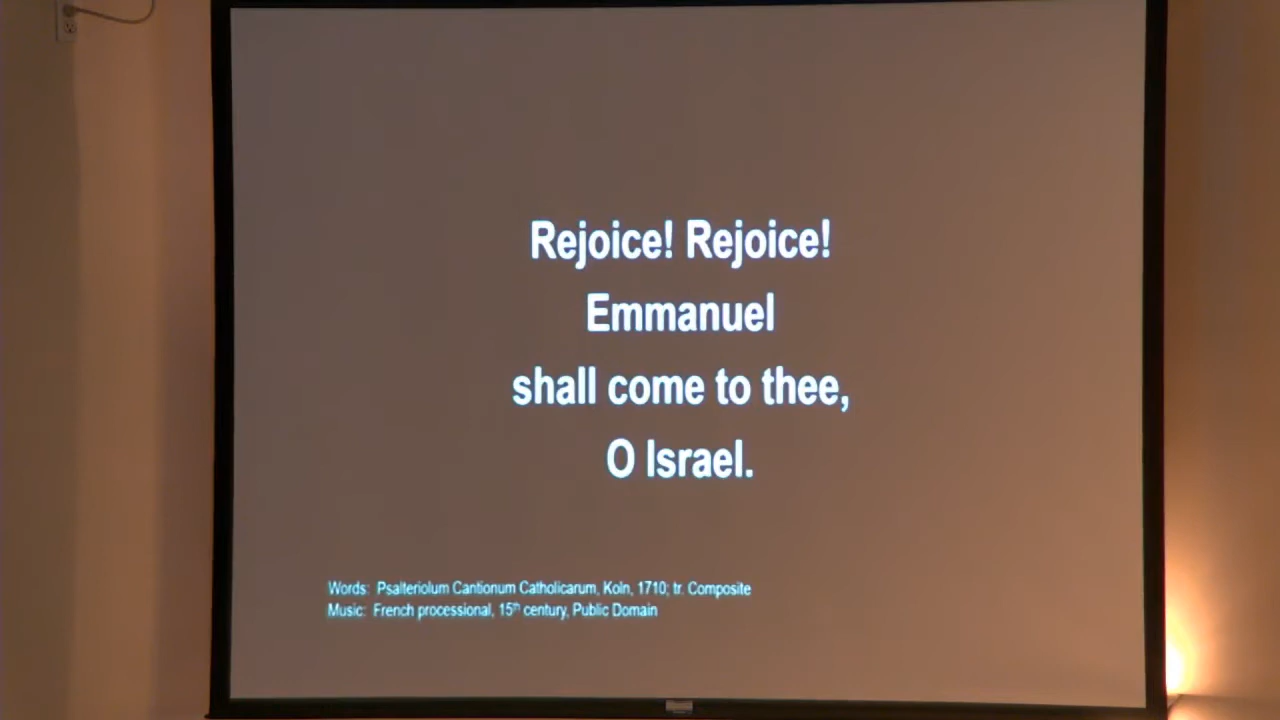 Rejoice! Rejoice!
Emmanuel
shall come to thee,
O Israel.
Words: Psalteriolum Cantionum Catholicarum, Koln, 1710; tr. Composite
Music: French processional, 15th century, Public Domain